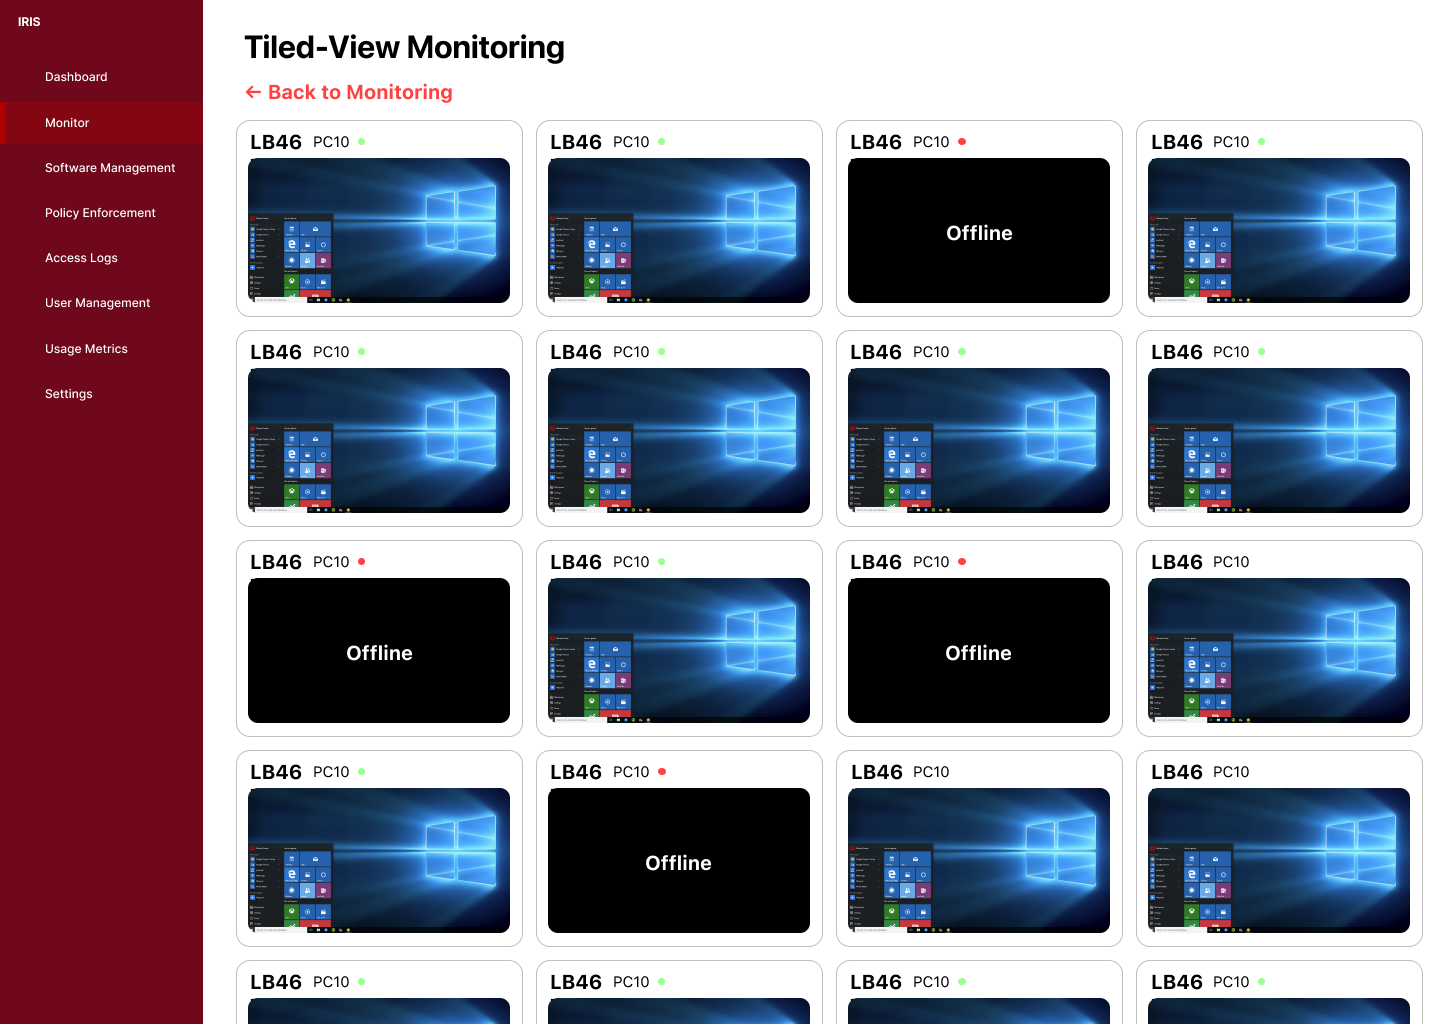 IRIS
Dashboard
Monitor
Software Management
Policy Enforcement
Access Logs
User Management
Usage Metrics
Settings
Tiled-View Monitoring
← Back to Monitoring
LB46 PC10
LB46 PC10
LB46 PC10
Offline
LB46 PC10
LB46 PC10
LB46 PC10
LB46 PC10
LB46 PC10
LB46 PC10
Offline
LB46 PC10
LB46 PC10
Offline
LB46 PC10
LB46 PC10
LB46 PC10
Offline
LB46 PC10
LB46 PC10
LB46 PC10
LB46 PC10
LB46 PC10
LB46 PC10